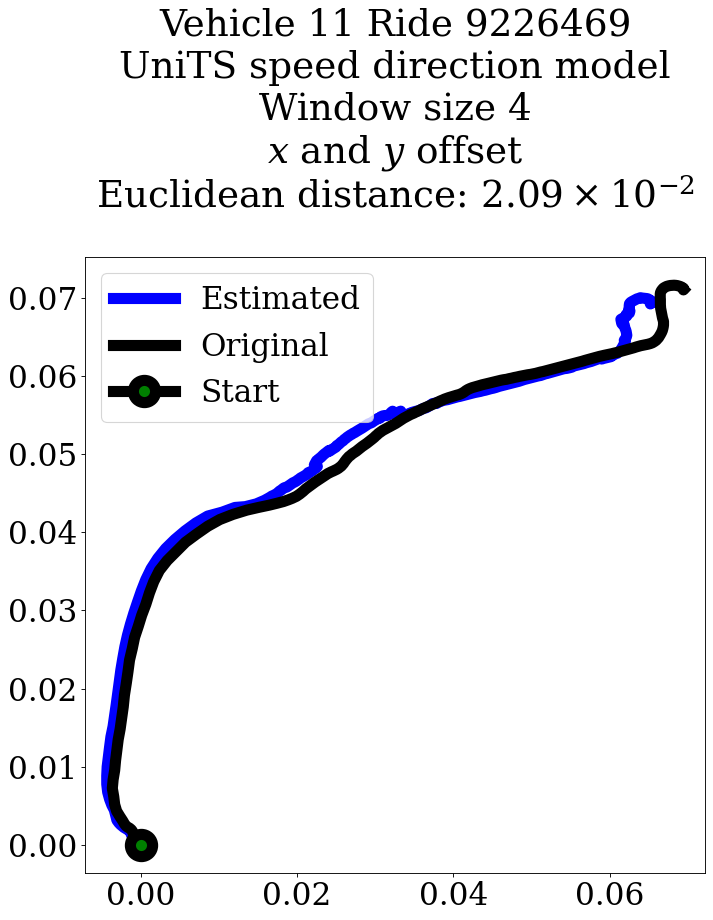 Vehicle 11 Ride 9226469
UniTS speed direction model
Window size 4
x and y offset
Euclidean distance: 2.09 × 10⁻²
Estimated
Original
Start
0.07
0.06
0.05
0.04
0.03
0.02
0.01
0.00
0.00 0.02 0.04 0.06